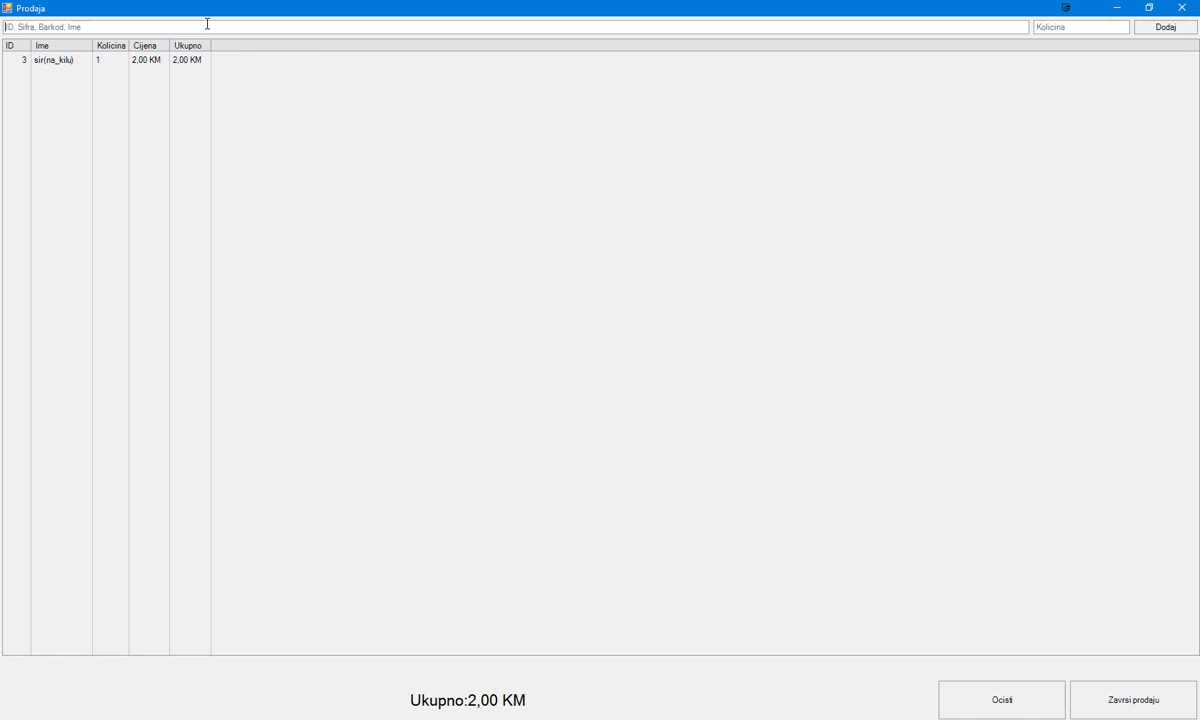 Prodaja
ID, Sifra, Barkod, Ime Kolicina Dodaj
ID Ime Kolicina Cijena Ukupno
3 sir(na_kilu) 1 2,00 KM 2,00 KM
Ukupno:2,00 KM Ocisti Zavrsi prodaju